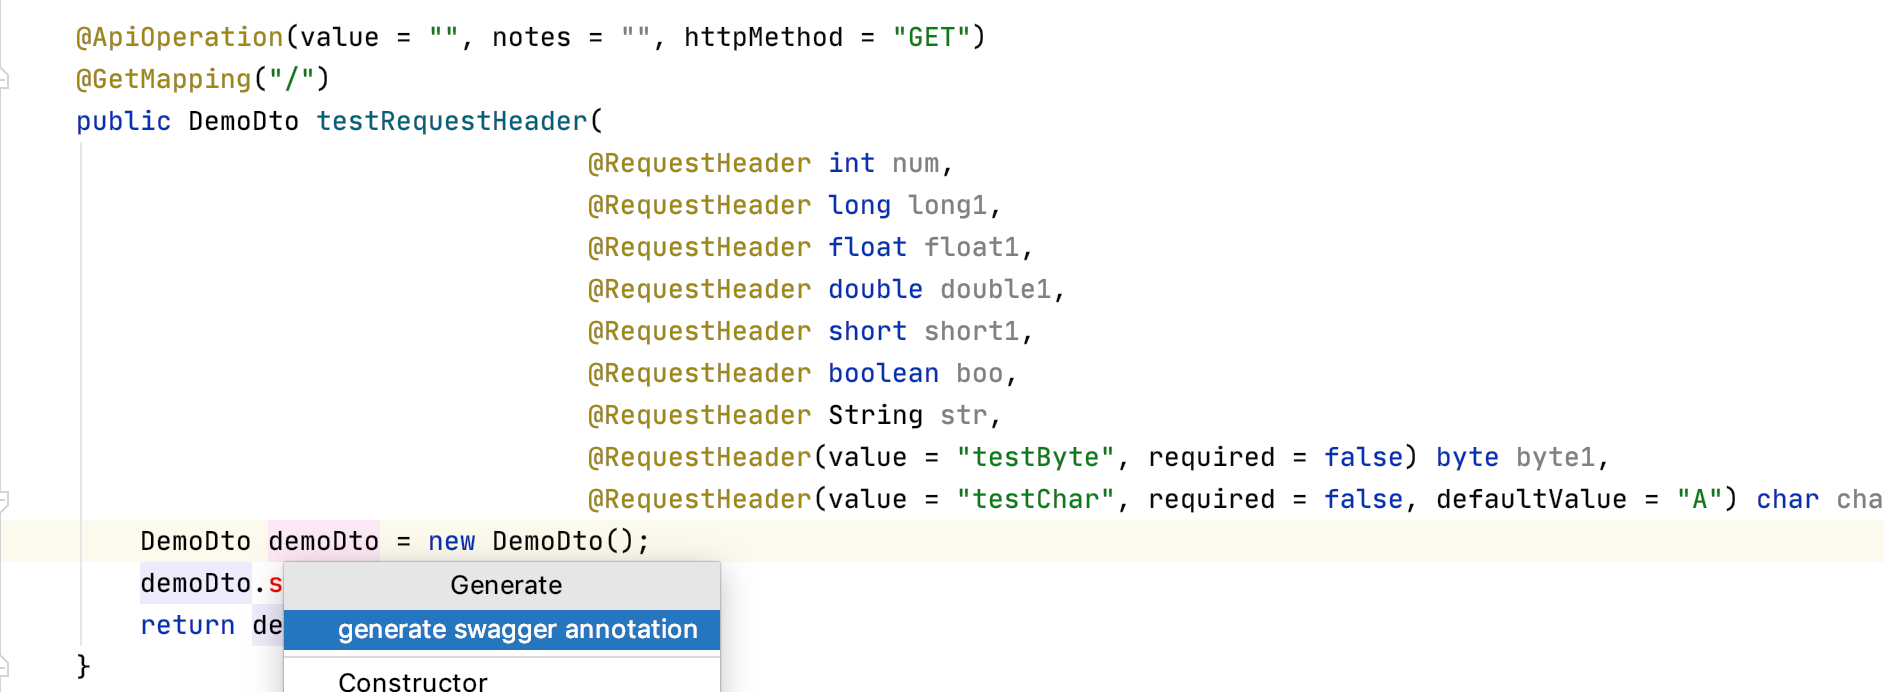 @ApiOperation(value = "", notes = "", httpMethod = "GET")
@GetMapping("/")
public DemoDto testRequestHeader(
@RequestHeader int num,
@RequestHeader long long1,
@RequestHeader float float1,
@RequestHeader double double1,
@RequestHeader short short1,
@RequestHeader boolean boo,
@RequestHeader String str,
@RequestHeader(value = "testByte", required = false) byte byte1,
@RequestHeader(value = "testChar", required = false, defaultValue = "A") char cha
DemoDto demoDto = new DemoDto();
demoDto.s
return de
}
Generate
generate swagger annotation
Constructor